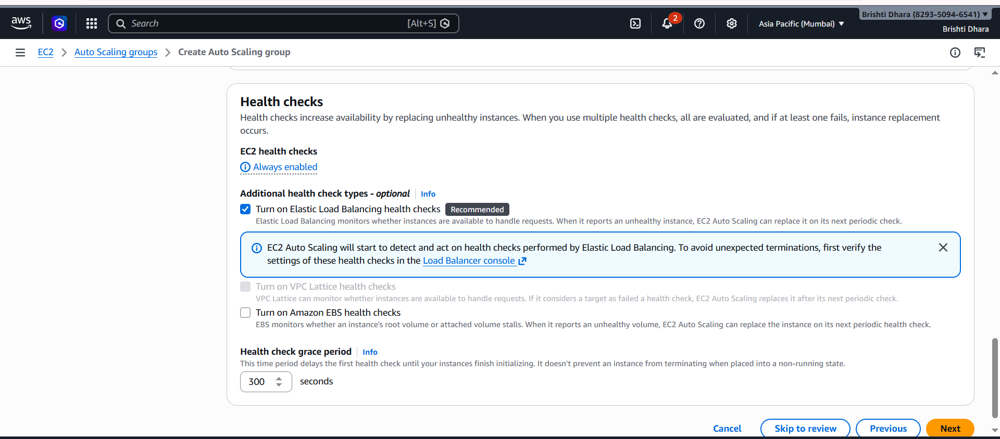 aws
Search
[Alt+S]
2
Asia Pacific (Mumbai)
Brishti Dhara (8293-5094-6541)
Brishti Dhara
EC2
Auto Scaling groups
Create Auto Scaling group
Health checks
Health checks increase availability by replacing unhealthy instances. When you use multiple health checks, all are evaluated, and if at least one fails, instance replacement
occurs.
EC2 health checks
Always enabled
Additional health check types - optional
Info
Turn on Elastic Load Balancing health checks
Recommended
Elastic Load Balancing monitors whether instances are available to handle requests. When it reports an unhealthy instance, EC2 Auto Scaling can replace it on its next periodic check.
EC2 Auto Scaling will start to detect and act on health checks performed by Elastic Load Balancing. To avoid unexpected terminations, first verify the
settings of these health checks in the Load Balancer console
Turn on VPC Lattice health checks
VPC Lattice can monitor whether instances are available to handle requests. If it considers a target as failed a health check, EC2 Auto Scaling replaces it after its next periodic check.
Turn on Amazon EBS health checks
EBS monitors whether an instance's root volume or attached volume stalls. When it reports an unhealthy volume, EC2 Auto Scaling can replace the instance on its next periodic health check.
Health check grace period
Info
This time period delays the first health check until your instances finish initializing. It doesn't prevent an instance from terminating when placed into a non-running state.
300
seconds
Cancel
Skip to review
Previous
Next